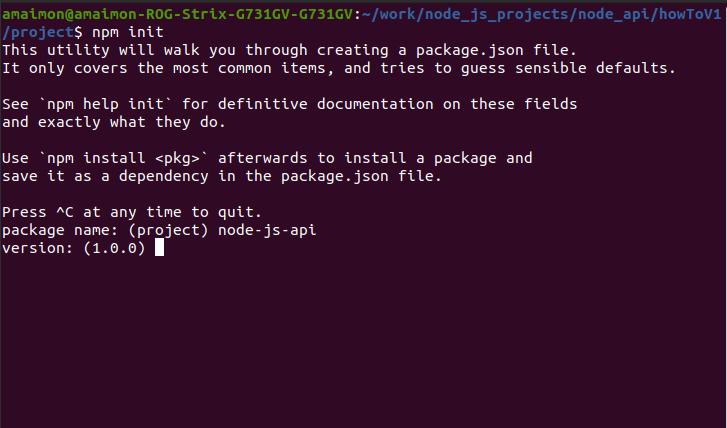 amaimon@amaimon-ROG-Strix-G731GV-G731GV:~/work/node_js_projects/node_api/howToV1
/project$ npm init
This utility will walk you through creating a package.json file.
It only covers the most common items, and tries to guess sensible defaults.
See `npm help init` for definitive documentation on these fields
and exactly what they do.
Use `npm install <pkg>` afterwards to install a package and
save it as a dependency in the package.json file.
Press ^C at any time to quit.
package name: (project) node-js-api
version: (1.0.0)